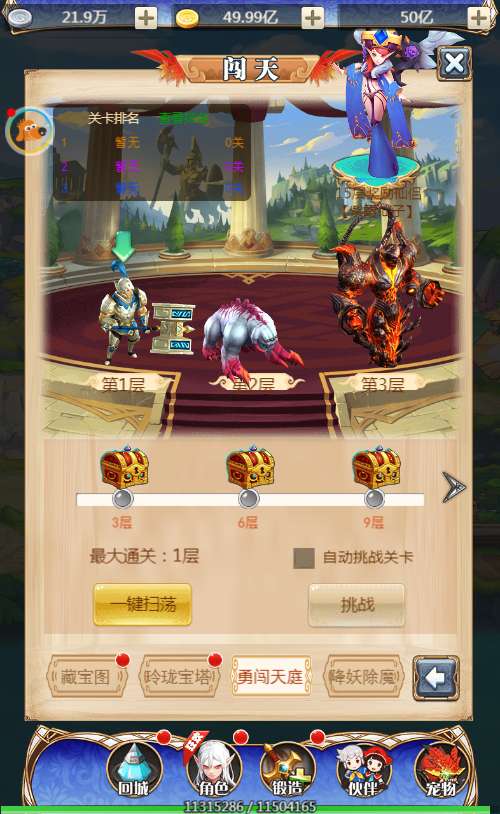 21.9万
49.99亿
50亿
闯天
关卡排名
1 暂无 0关
2 暂无 0关
3 暂无 0关
第1层
第2层
第3层
3层
6层
9层
最大通关：1层
自动挑战关卡
一键扫荡
挑战
藏宝图
玲珑宝塔
勇闯天庭
降妖除魔
回城
角色
锻造
伙伴
宠物
11315286 / 11504165